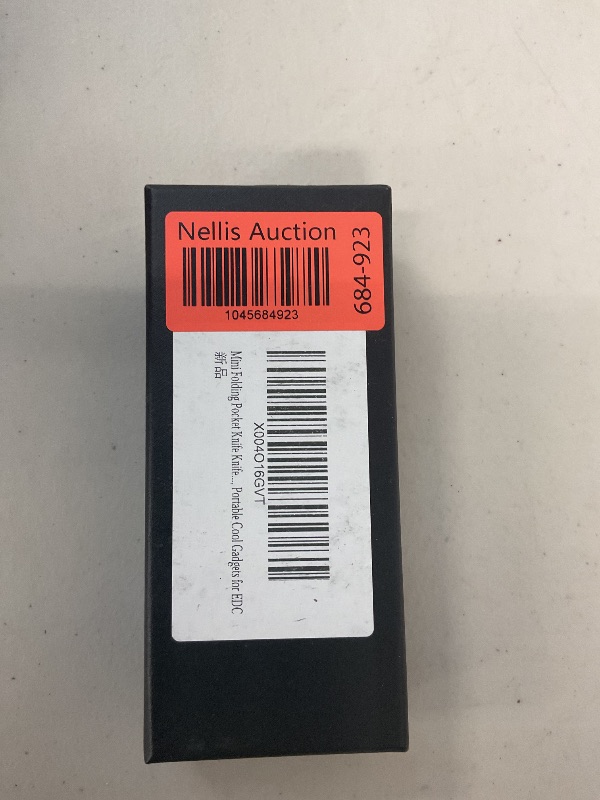 Nellis Auction
684-923
1045684923
X004O16GVT
Mini Folding Pocket Knife Knife..., Portable Cool Gadgets for EDC
新品